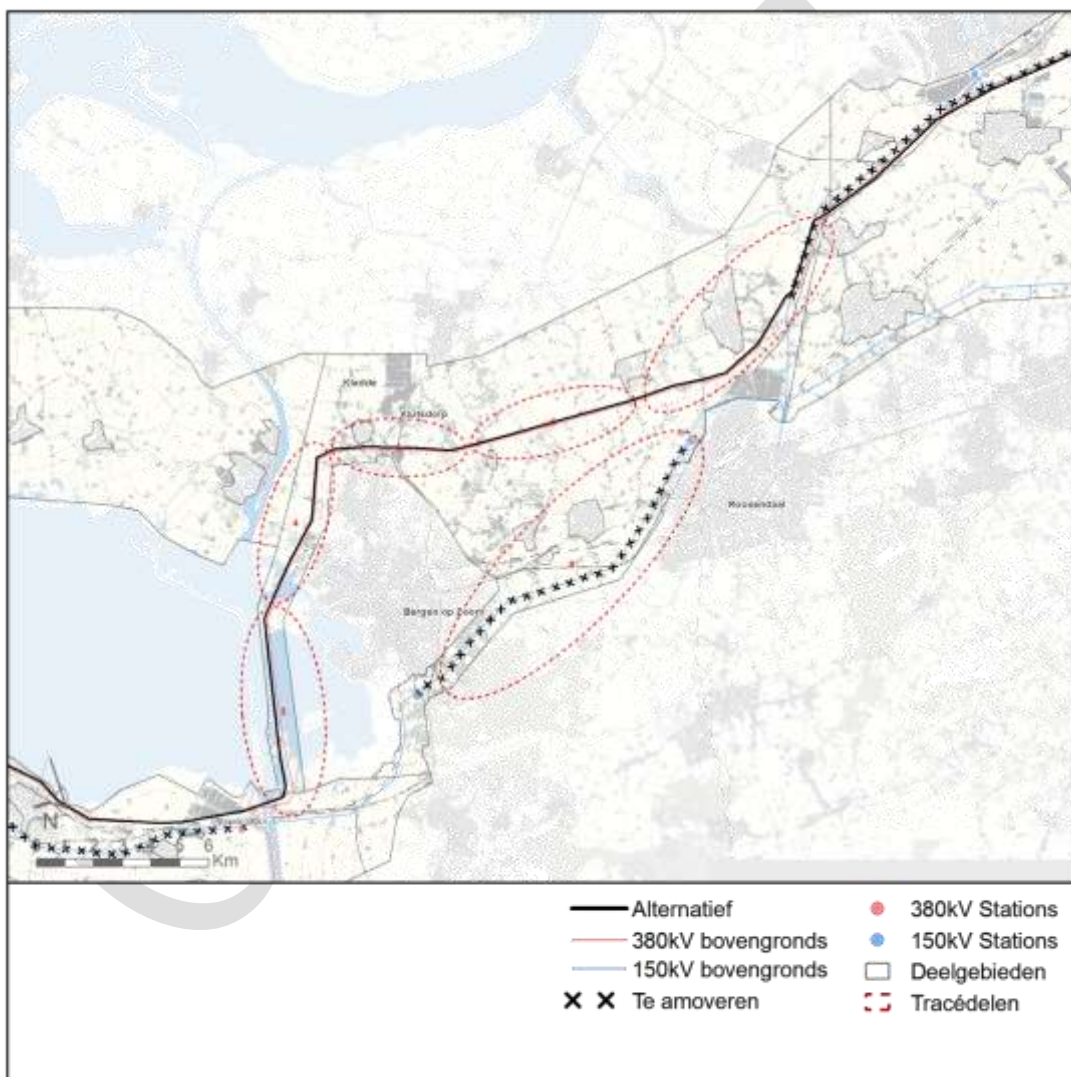 Kladde
Bergen op Zoom
Roosendaal
N
6
Km
Alternatief
380kV bovengronds
150kV bovengronds
Te amoveren
380kV Stations
150kV Stations
Deelgebieden
Tracédelen